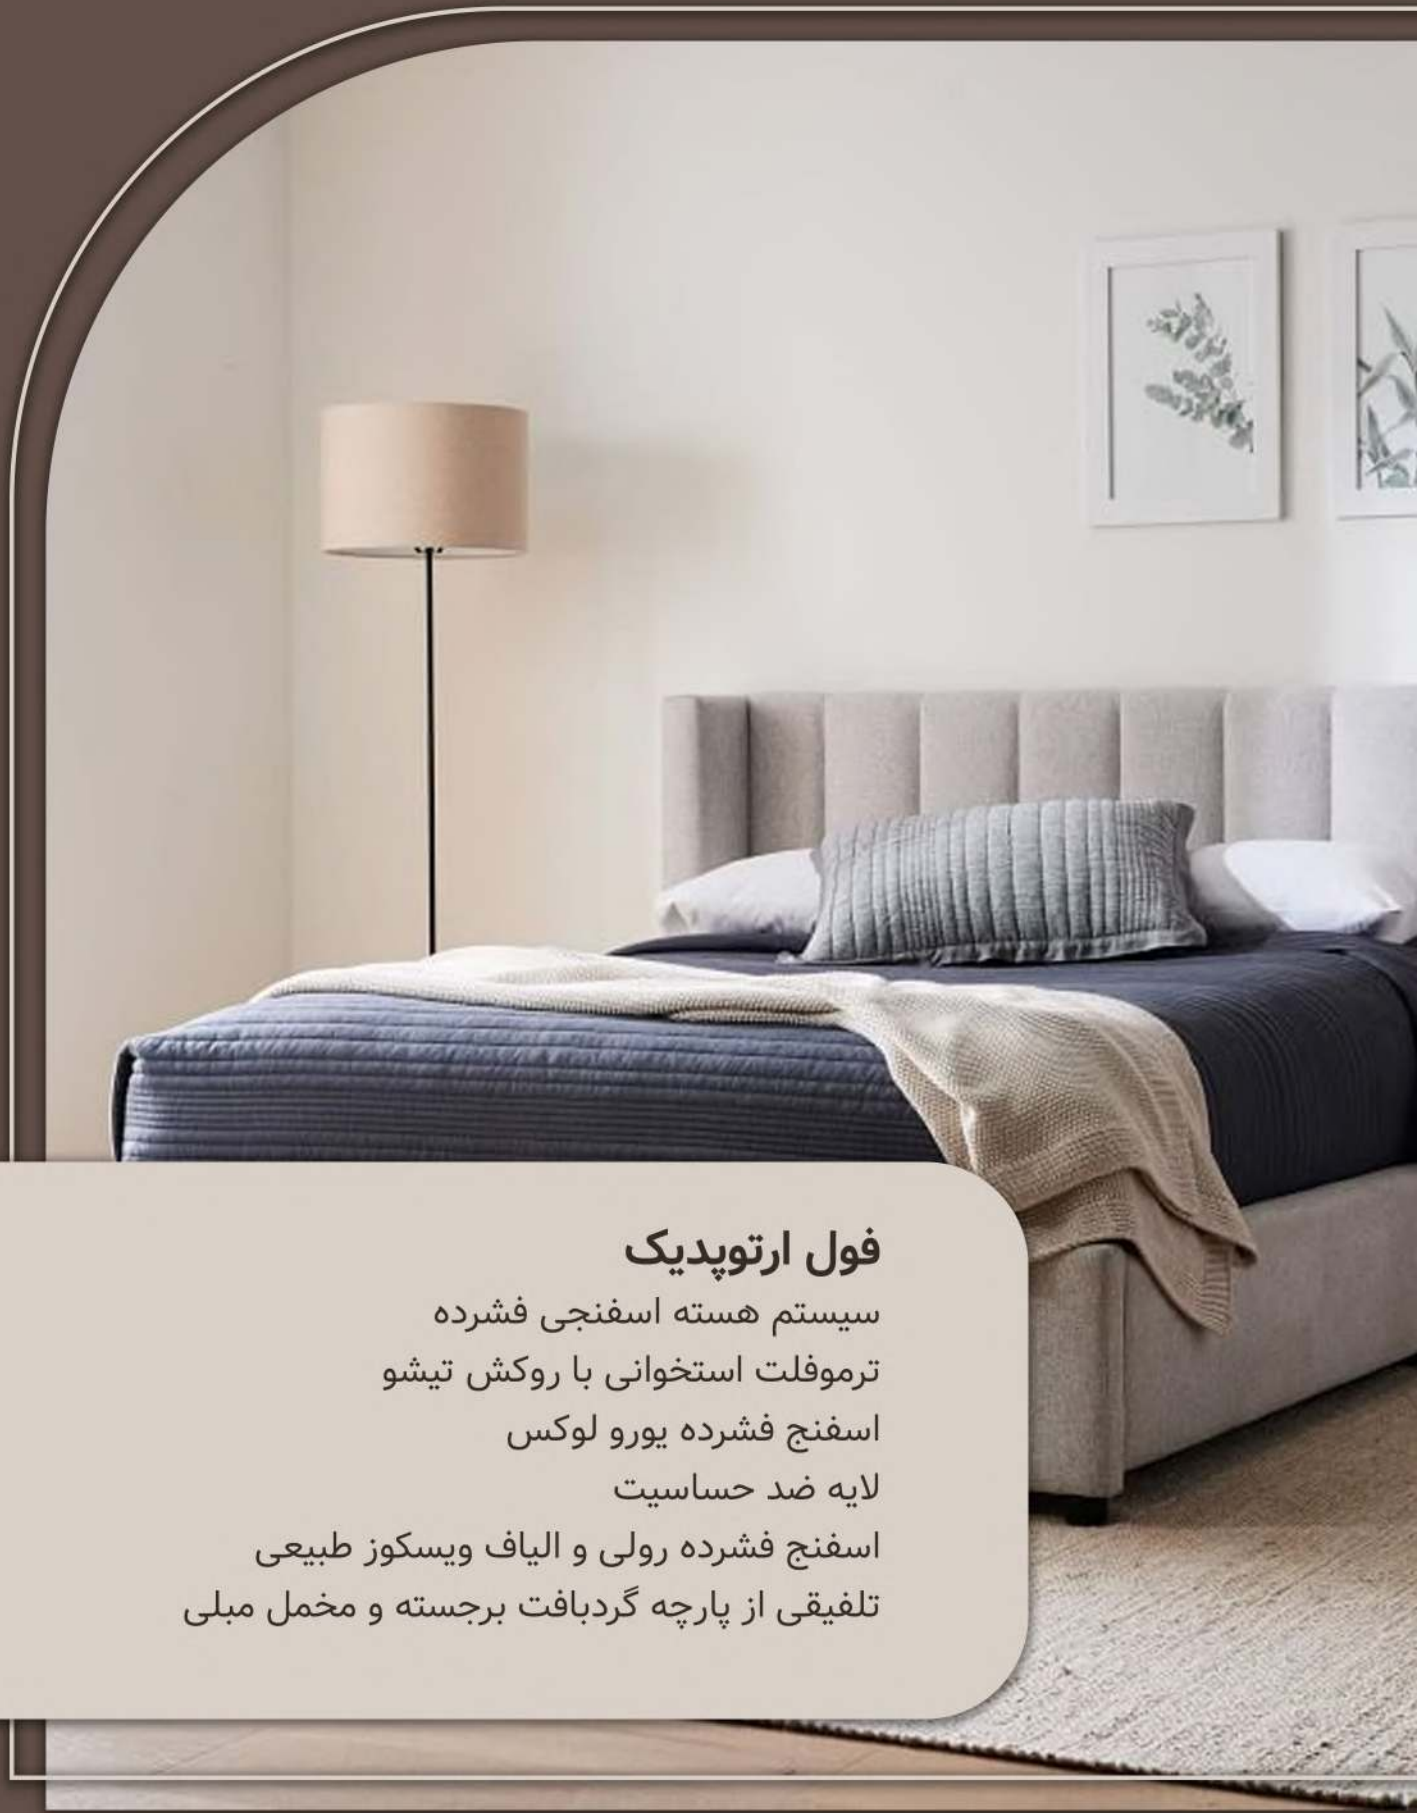 فول ارتوپدیک
سیستم هسته اسفنجی فشرده
ترموفلت استخوانی با روکش تیشو
اسفنج فشرده یورو لوکس
لایه ضد حساسیت
اسفنج فشرده رولی و الیاف ویسکوز طبیعی
تلفیقی از پارچه گردبافت برجسته و مخمل مبلی